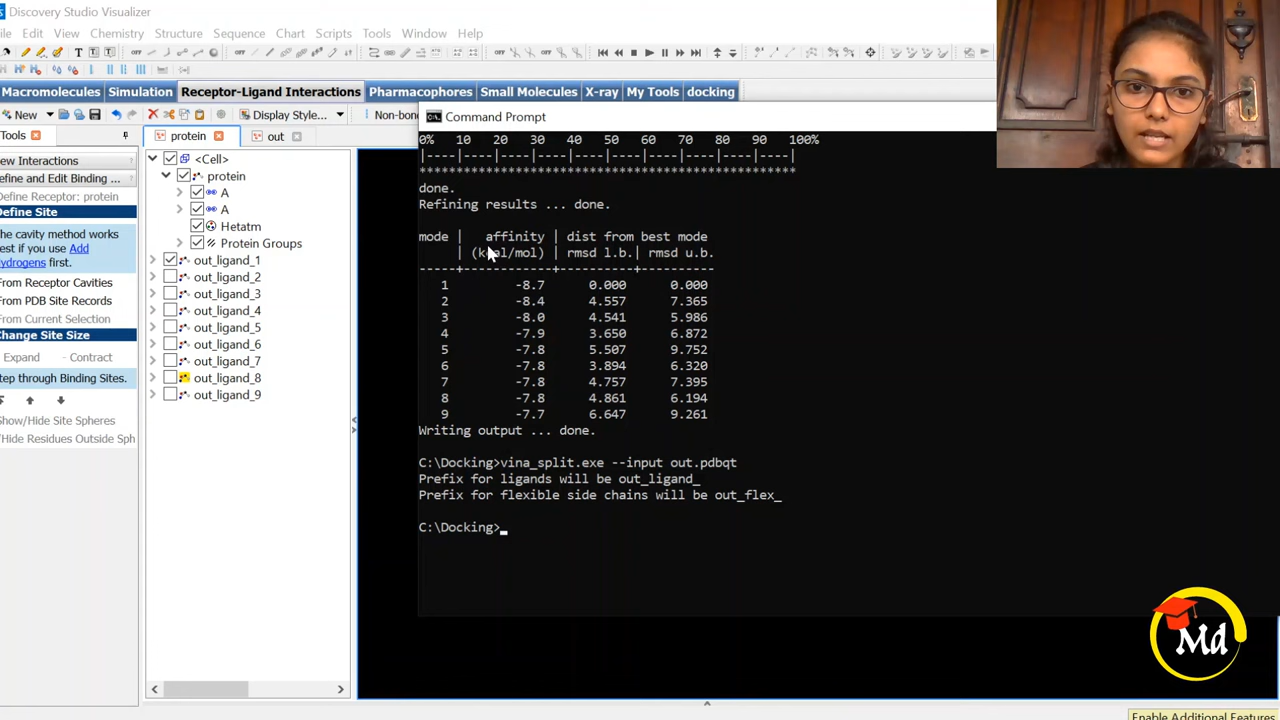 Discovery Studio Visualizer
Edit View Chemistry Structure Sequence Chart Scripts Tools Window Help
Macromolecules Simulation Receptor-Ligand Interactions Pharmacophores Small Molecules X-ray My Tools docking
New Display Style... Non-bon
Tools protein out
Command Prompt
0% 10 20 30 40 50 60 70 80 90 100%
|----|----|----|----|----|----|----|----|----|----|
***************************************************
done.
Refining results ... done.
mode | affinity | dist from best mode
| (kcal/mol) | rmsd l.b.| rmsd u.b.
-----+------------+----------+----------
1 -8.7 0.000 0.000
2 -8.4 4.557 7.365
3 -8.0 4.541 5.986
4 -7.9 3.650 6.872
5 -7.8 5.507 9.752
6 -7.8 3.894 6.320
7 -7.8 4.757 7.395
8 -7.8 4.861 6.194
9 -7.7 6.647 9.261
Writing output ... done.
C:\Docking>vina_split.exe --input out.pdbqt
Prefix for ligands will be out_ligand_
Prefix for flexible side chains will be out_flex_
C:\Docking>_
ew Interactions
efine and Edit Binding ...
Define Receptor: protein
Define Site
he cavity method works
est if you use Add
ydrogens first.
From Receptor Cavities
From PDB Site Records
From Current Selection
Change Site Size
Expand - Contract
tep through Binding Sites.
Show/Hide Site Spheres
/Hide Residues Outside Sph
<Cell>
protein
A
A
Hetatm
Protein Groups
out_ligand_1
out_ligand_2
out_ligand_3
out_ligand_4
out_ligand_5
out_ligand_6
out_ligand_7
out_ligand_8
out_ligand_9
Md
Enable Additional Features